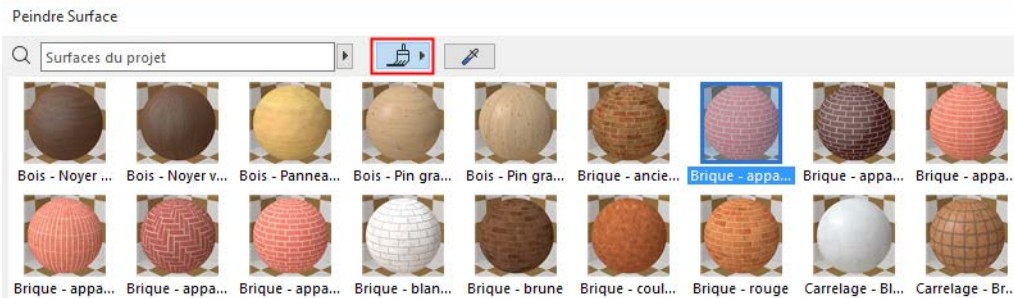 Peindre Surface
Surfaces du projet
Bois - Noyer ... Bois - Noyer v... Bois - Pannea... Bois - Pin gra... Bois - Pin gra... Brique - ancie... Brique - appa... Brique - appa... Brique - appa...
Brique - appa... Brique - appa... Brique - appa... Brique - blan... Brique - brune Brique - coul... Brique - rouge Carrelage - Bl... Carrelage - Br...